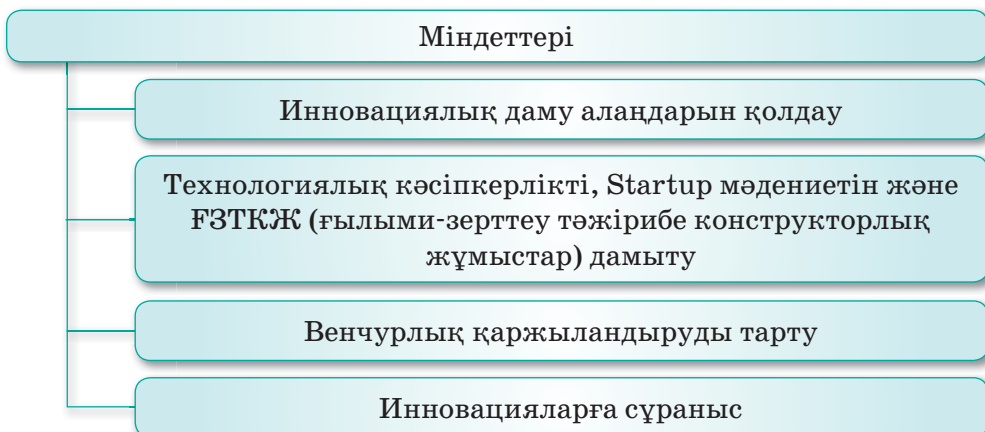 Міндеттері
Инновациялық даму алаңдарын қолдау
Технологиялық кәсіпкерлікті, Startup мәдениетін және
ҒЗТКЖ (ғылыми-зерттеу тәжірибе конструкторлық
жұмыстар) дамыту
Венчурлық қаржыландыруды тарту
Инновацияларға сұраныс